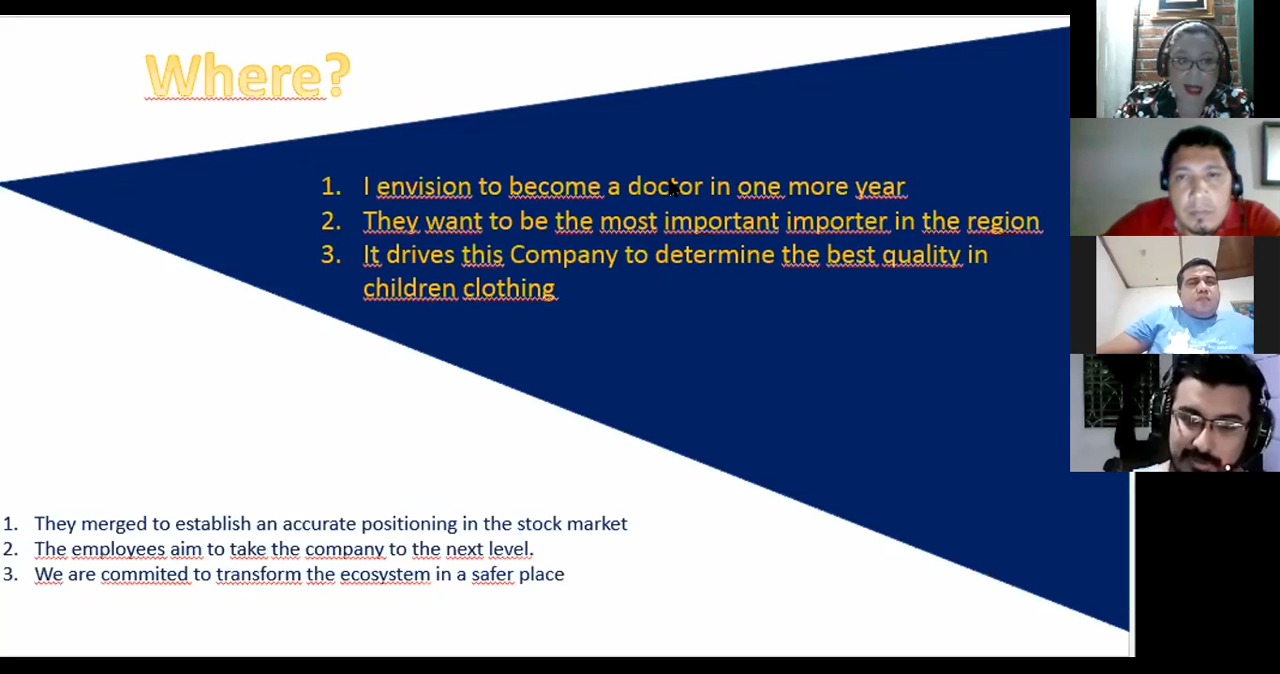 Where?
1. I envision to become a doctor in one more year
2. They want to be the most important importer in the region
3. It drives this Company to determine the best quality in
children clothing
1. They merged to establish an accurate positioning in the stock market
2. The employees aim to take the company to the next level.
3. We are commited to transform the ecosystem in a safer place